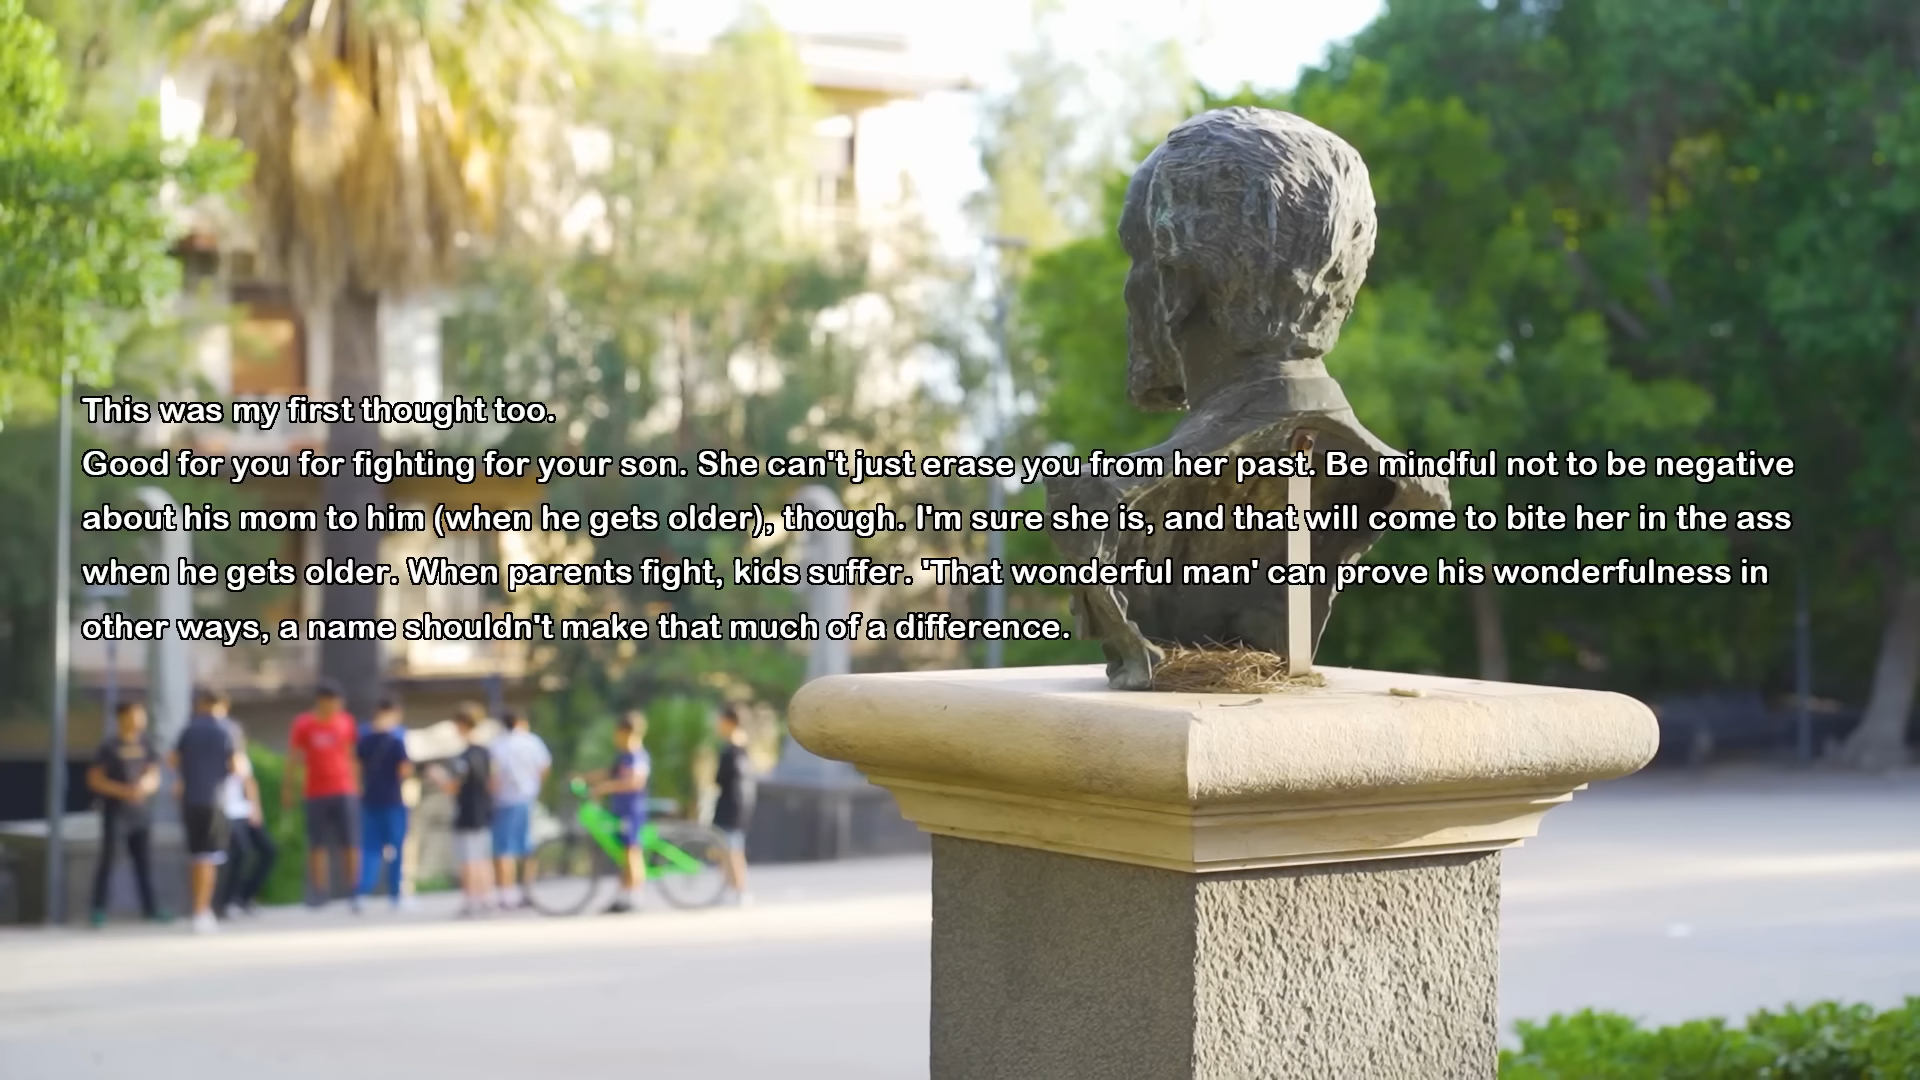 This was my first thought too.
Good for you for fighting for your son. She can't just erase you from her past. Be mindful not to be negative
about his mom to him (when he gets older), though. I'm sure she is, and that will come to bite her in the ass
when he gets older. When parents fight, kids suffer. 'That wonderful man' can prove his wonderfulness in
other ways, a name shouldn't make that much of a difference.